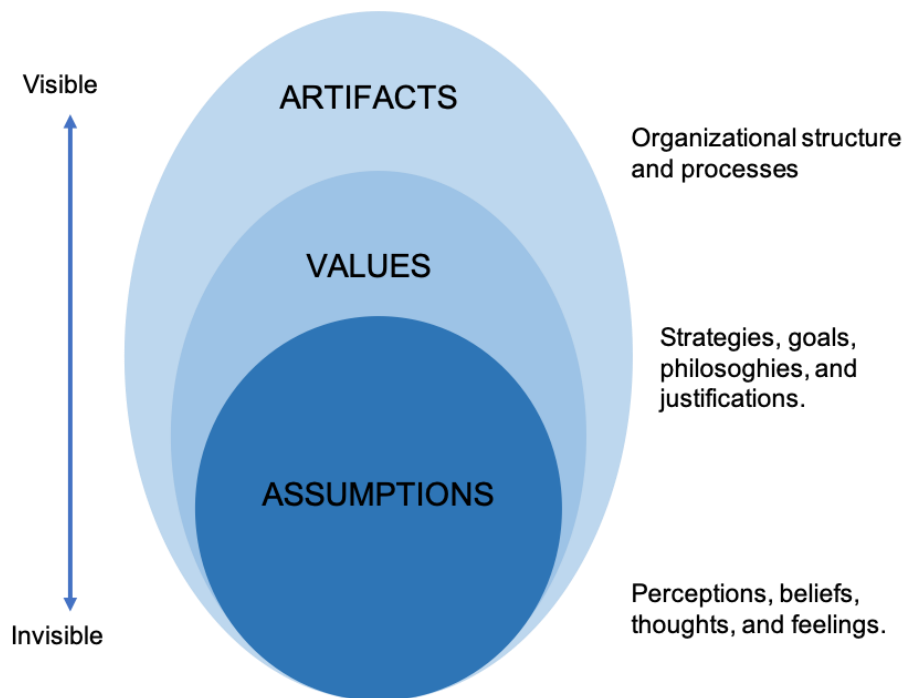 Visible
ARTIFACTS
Organizational structure
and processes
VALUES
Strategies, goals,
philosoghies, and
justifications.
ASSUMPTIONS
Perceptions, beliefs,
thoughts, and feelings.
Invisible